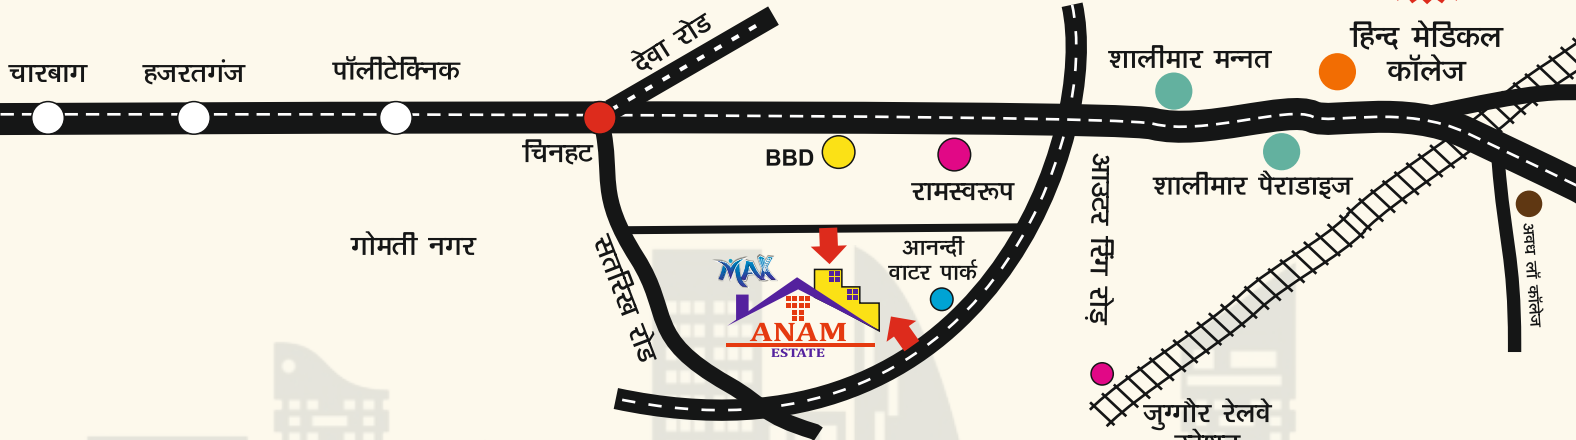 देवा रोड
हिन्द मेडिकल
कॉलेज
चारबाग
हजरतगंज
पॉलीटेक्निक
शालीमार मन्नत
चिनहट
BBD
रामस्वरूप
शालीमार पैराडाइज
आउटर रिंग रोड़
गोमती नगर
सतरिख रोड
आनन्दी
वाटर पार्क
MAK
ANAM
ESTATE
अवध लॉ कॉलेज
जुग्गौर रेलवे